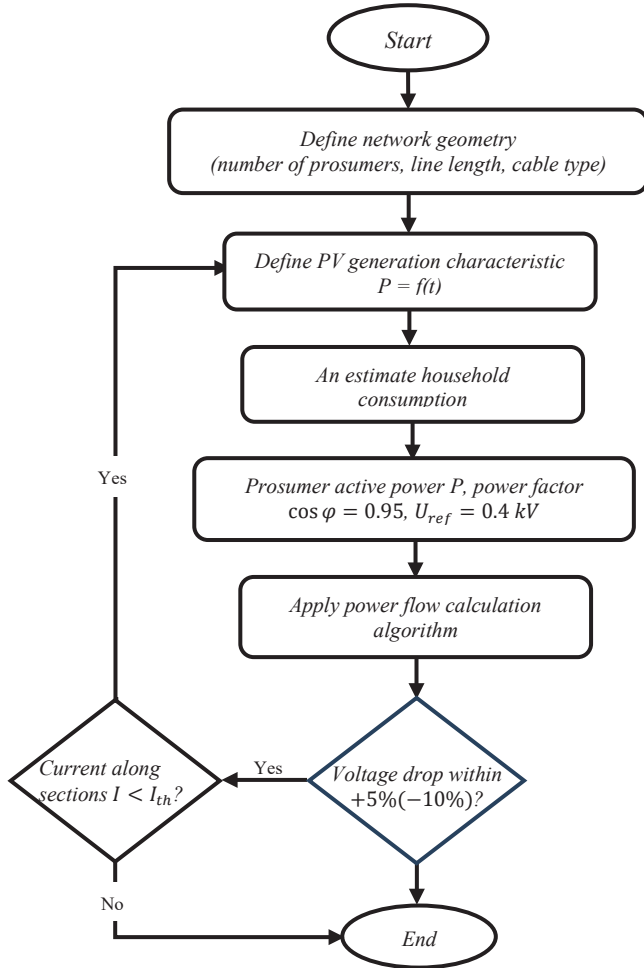 Start
Define network geometry
(number of prosumers, line length, cable type)
Define PV generation characteristic
P = f(t)
An estimate household
consumption
Prosumer active power P, power factor
cos φ = 0.95, U_ref = 0.4 kV
Apply power flow calculation
algorithm
Voltage drop within
+5%(−10%)?
Yes
Current along
sections I < I_th?
Yes
No
End